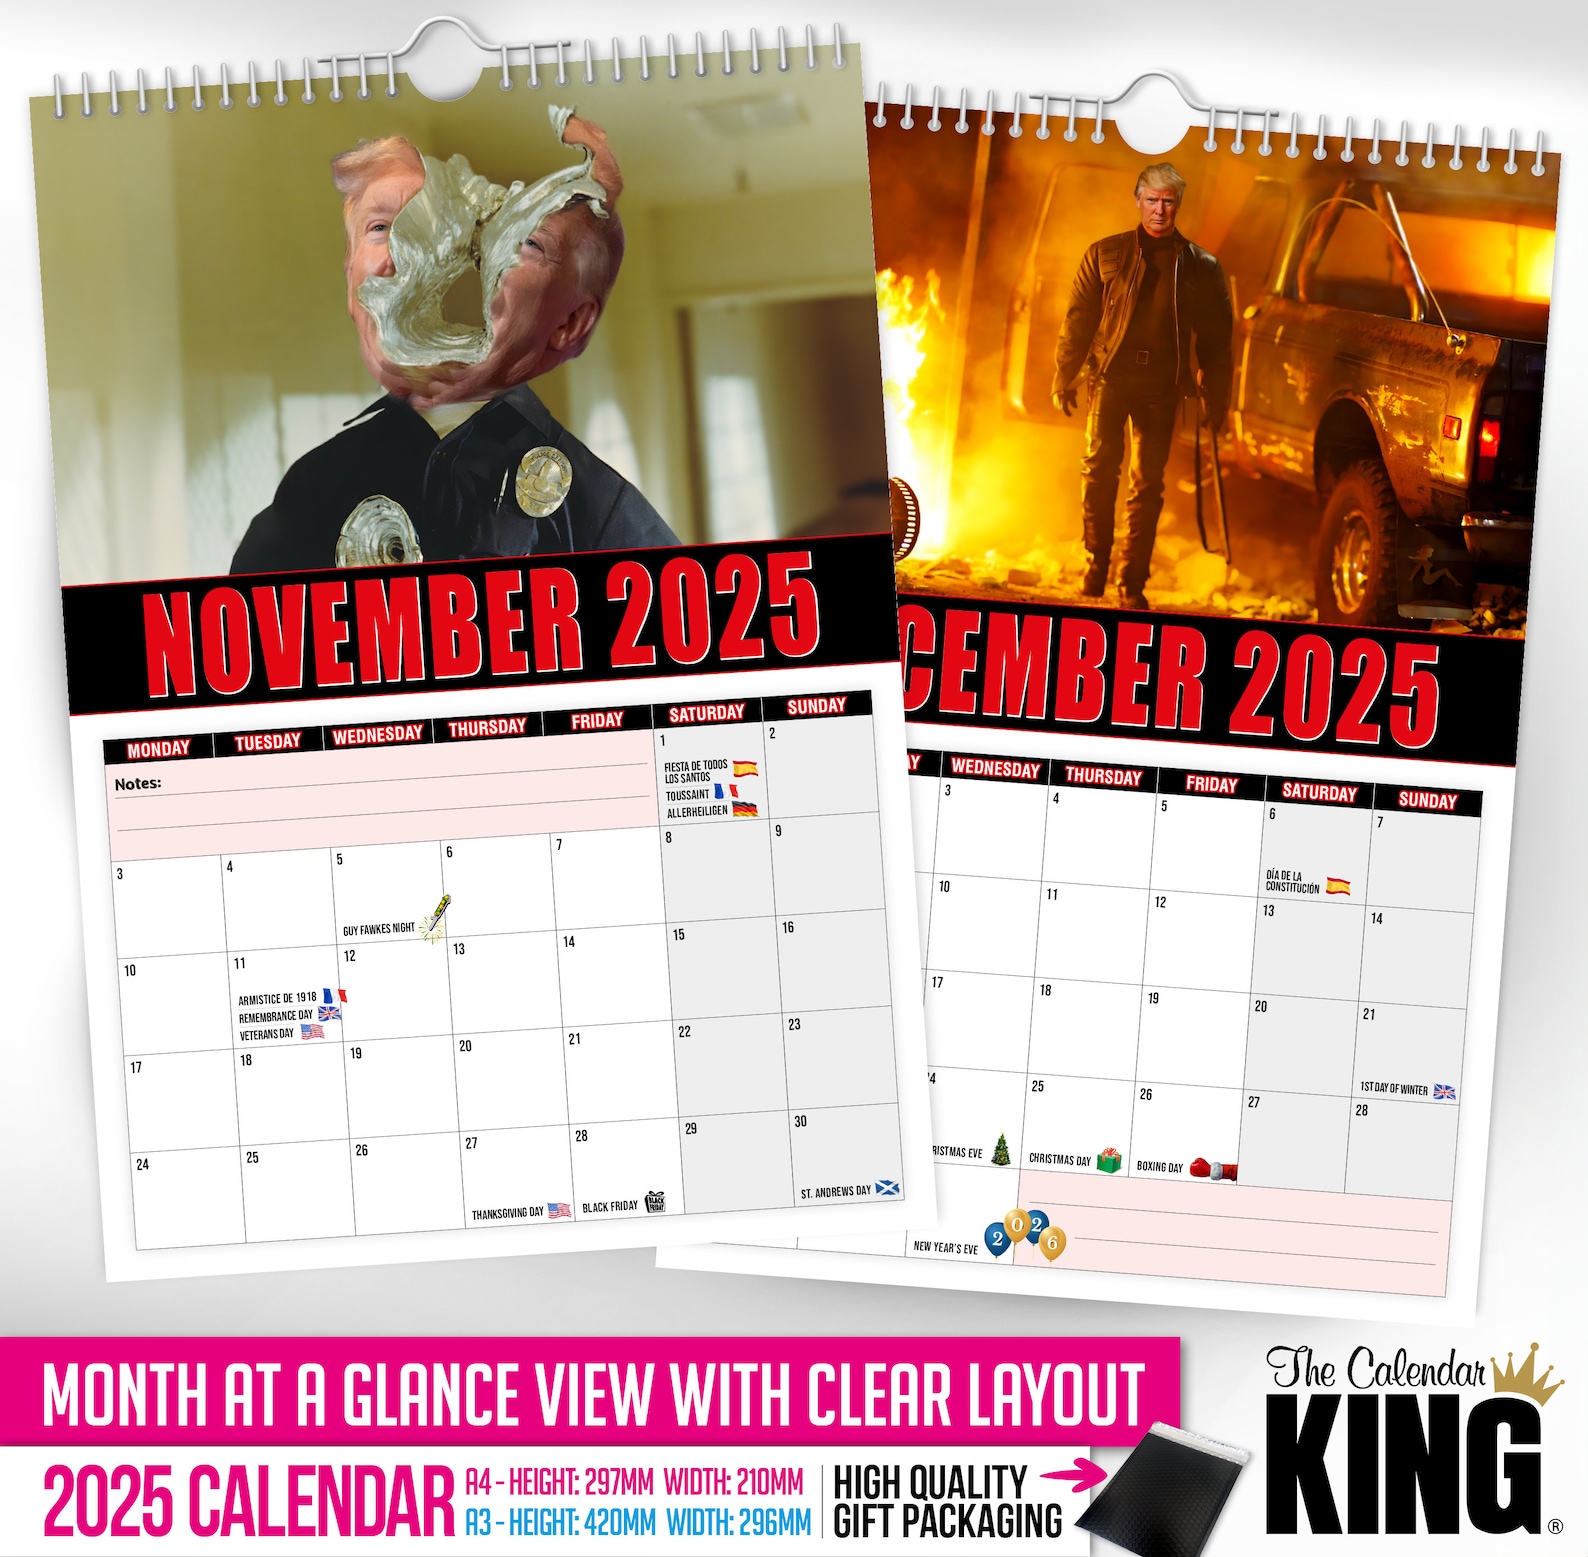 NOVEMBER 2025
MONDAY TUESDAY WEDNESDAY THURSDAY FRIDAY SATURDAY SUNDAY
Notes:
1 2
FIESTA DE TODOS
LOS SANTOS
TOUSSAINT
ALLERHEILIGEN
3 4 5 6 7 8 9
GUY FAWKES NIGHT
10 11 12 13 14 15 16
ARMISTICE DE 1918
REMEMBRANCE DAY
VETERANS DAY
17 18 19 20 21 22 23
24 25 26 27 28 29 30
THANKSGIVING DAY
BLACK FRIDAY
BLACK
FRIDAY
ST. ANDREWS DAY
CEMBER 2025
AY WEDNESDAY THURSDAY FRIDAY SATURDAY SUNDAY
3 4 5 6 7
DÍA DE LA
CONSTITUCIÓN
10 11 12 13 14
17 18 19 20 21
1ST DAY OF WINTER
24 25 26 27 28
RISTMAS EVE
CHRISTMAS DAY
BOXING DAY
NEW YEAR'S EVE
2026
MONTH AT A GLANCE VIEW WITH CLEAR LAYOUT
2025 CALENDAR
A4 - HEIGHT: 297MM WIDTH: 210MM
A3 - HEIGHT: 420MM WIDTH: 296MM
HIGH QUALITY
GIFT PACKAGING
The Calendar
KING®